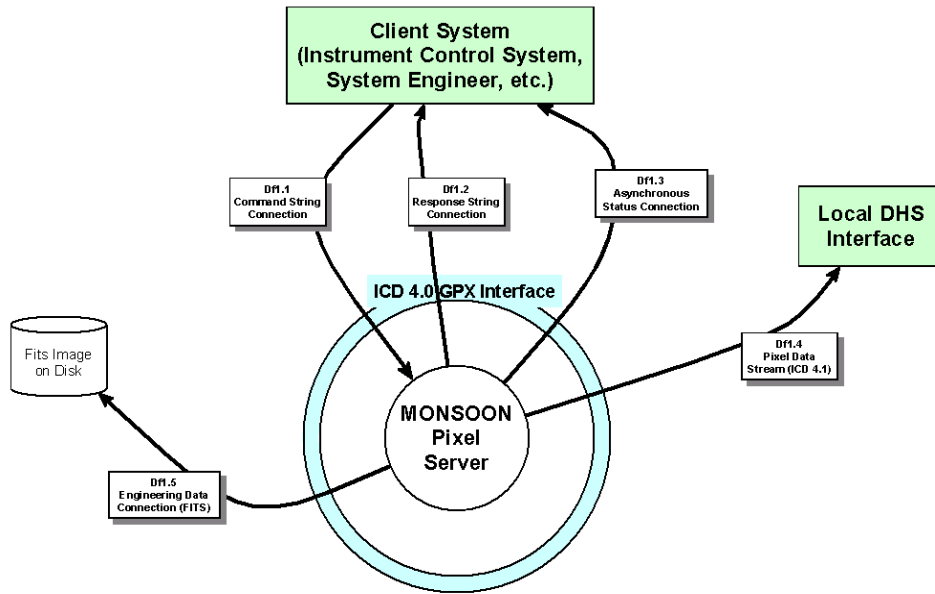 Client System
(Instrument Control System,
System Engineer, etc.)
Df1.1
Command String
Connection
Df1.2
Response String
Connection
Df1.3
Asynchronous
Status Connection
Local DHS
Interface
ICD 4.0 GPX Interface
Df1.4
Pixel Data
Stream (ICD 4.1)
Fits Image
on Disk
MONSOON
Pixel
Server
Df1.5
Engineering Data
Connection (FITS)